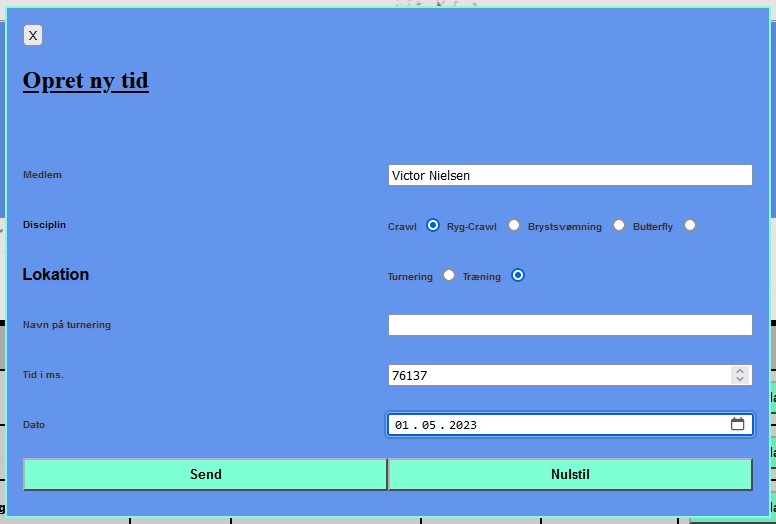 X
Opret ny tid
Medlem Victor Nielsen
Disciplin Crawl Ryg-Crawl Brystsvømning Butterfly
Lokation Turnering Træning
Navn på turnering
Tid i ms. 76137
Dato 01.05.2023
Send Nulstil